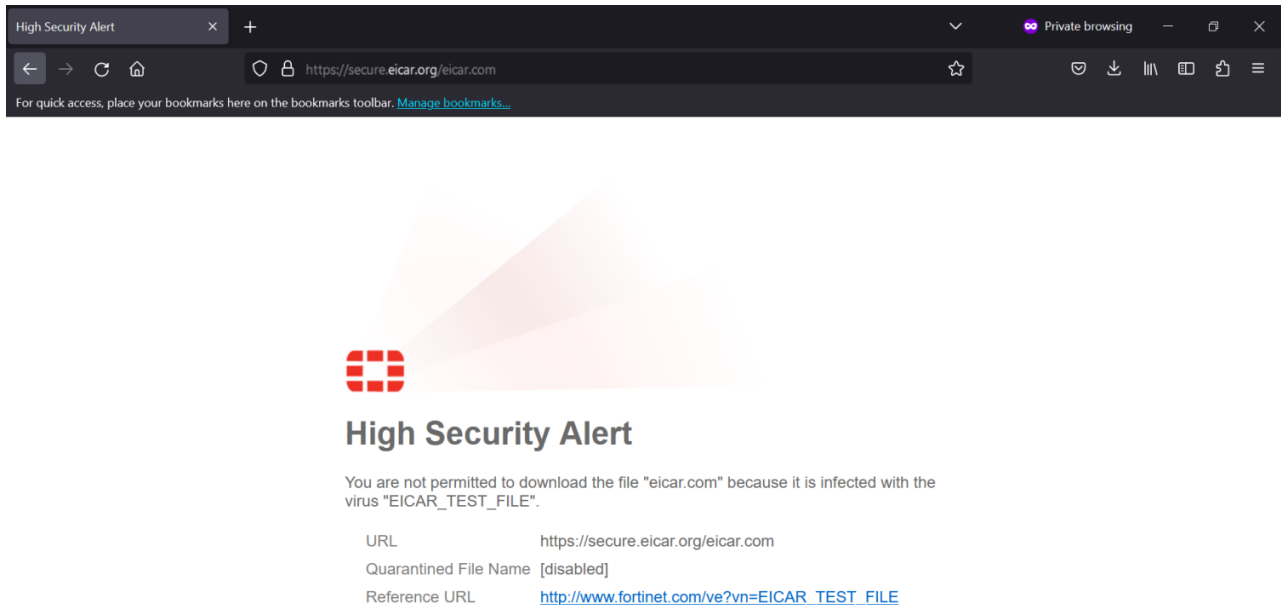 High Security Alert
Private browsing
https://secure.eicar.org/eicar.com
For quick access, place your bookmarks here on the bookmarks toolbar. Manage bookmarks...
High Security Alert
You are not permitted to download the file "eicar.com" because it is infected with the
virus "EICAR_TEST_FILE".
URL https://secure.eicar.org/eicar.com
Quarantined File Name [disabled]
Reference URL http://www.fortinet.com/ve?vn=EICAR_TEST_FILE